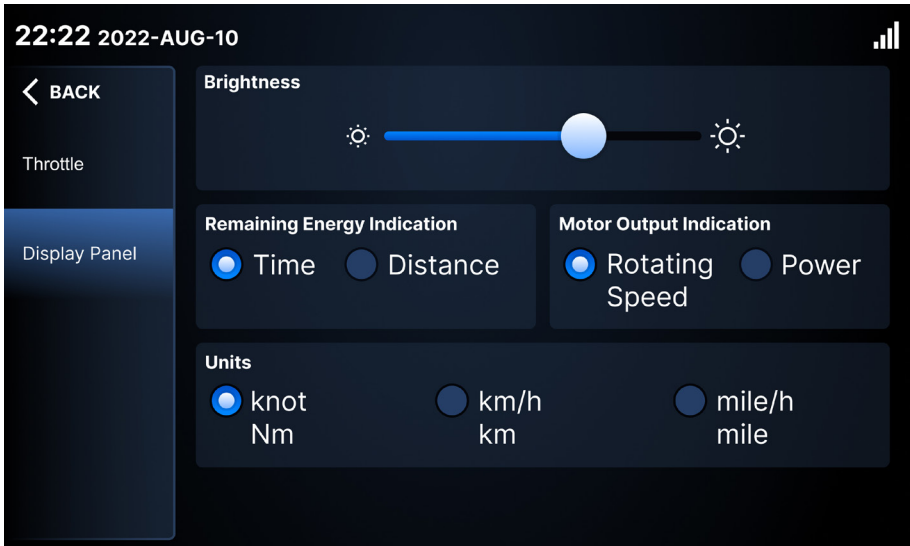 22:22 2022-AUG-10
BACK
Throttle
Display Panel
Brightness
Remaining Energy Indication
Time Distance
Motor Output Indication
Rotating Power
Speed
Units
knot km/h mile/h
Nm km mile